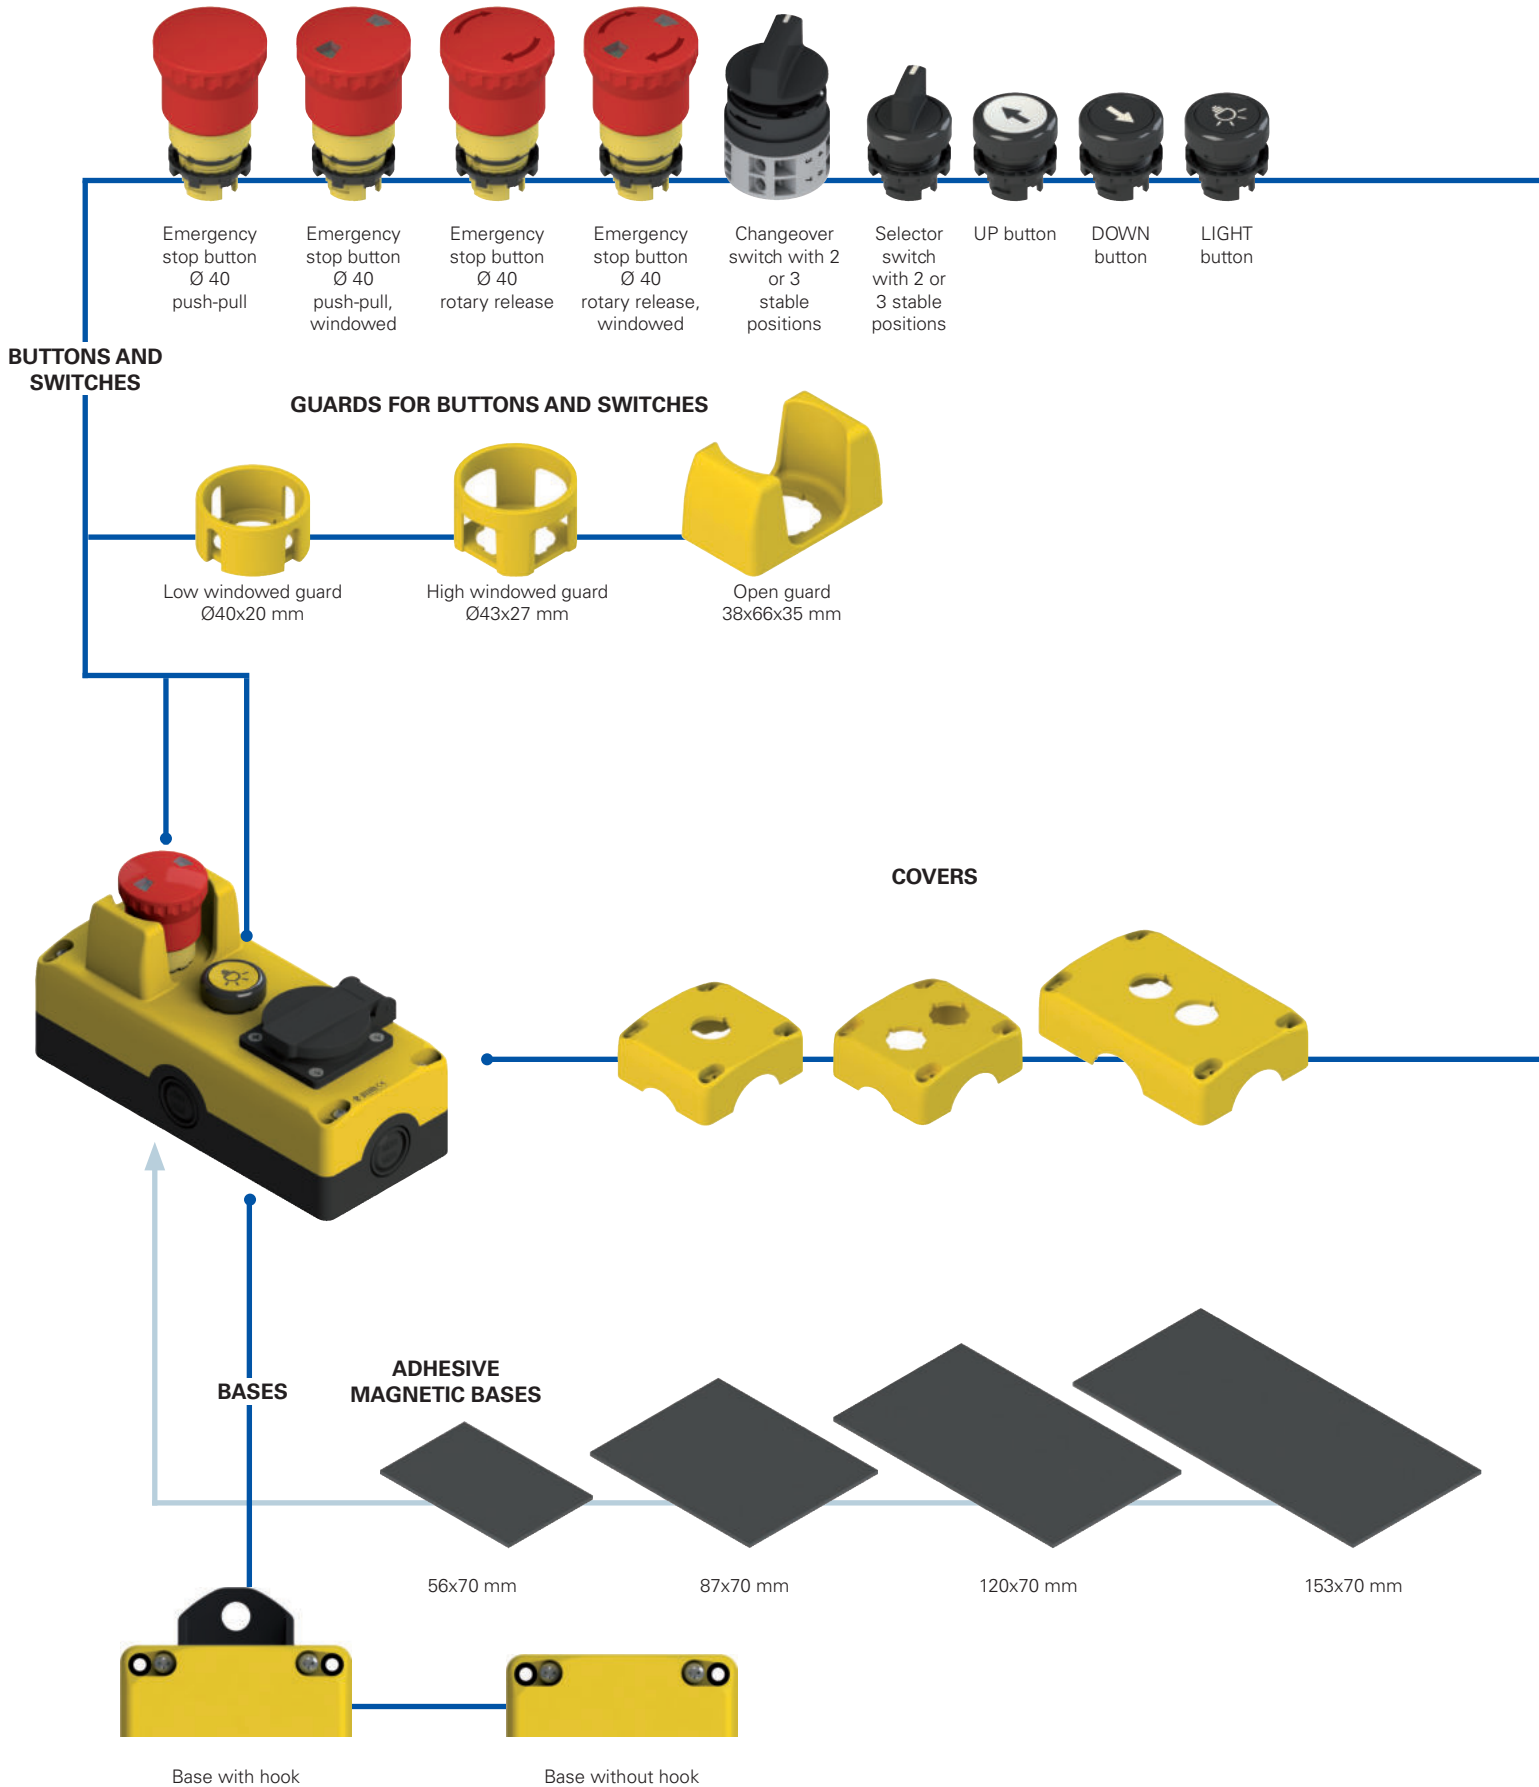 Emergency
stop button
Ø 40
push-pull
Emergency
stop button
Ø 40
push-pull,
windowed
Emergency
stop button
Ø 40
rotary release
Emergency
stop button
Ø 40
rotary release,
windowed
Changeover
switch with 2
or 3
stable
positions
Selector
switch
with 2 or
3 stable
positions
UP button
DOWN
button
LIGHT
button
BUTTONS AND
SWITCHES
GUARDS FOR BUTTONS AND SWITCHES
Low windowed guard
Ø40x20 mm
High windowed guard
Ø43x27 mm
Open guard
38x66x35 mm
COVERS
BASES
ADHESIVE
MAGNETIC BASES
56x70 mm
87x70 mm
120x70 mm
153x70 mm
Base with hook
Base without hook